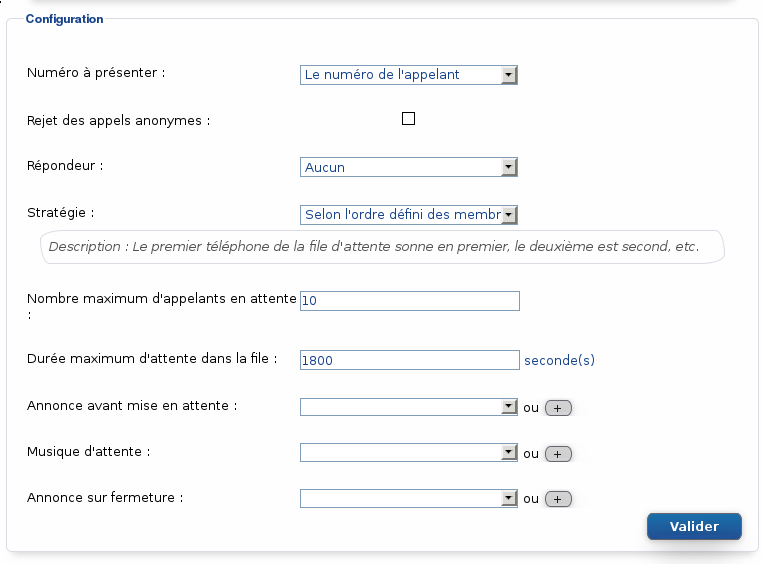 Configuration
Numéro à présenter : Le numéro de l'appelant
Rejet des appels anonymes :
Répondeur : Aucun
Stratégie : Selon l'ordre défini des membr
Description : Le premier téléphone de la file d'attente sonne en premier, le deuxième est second, etc.
Nombre maximum d'appelants en attente 10
:
Durée maximum d'attente dans la file : 1800 seconde(s)
Annonce avant mise en attente : ou +
Musique d'attente : ou +
Annonce sur fermeture : ou +
Valider